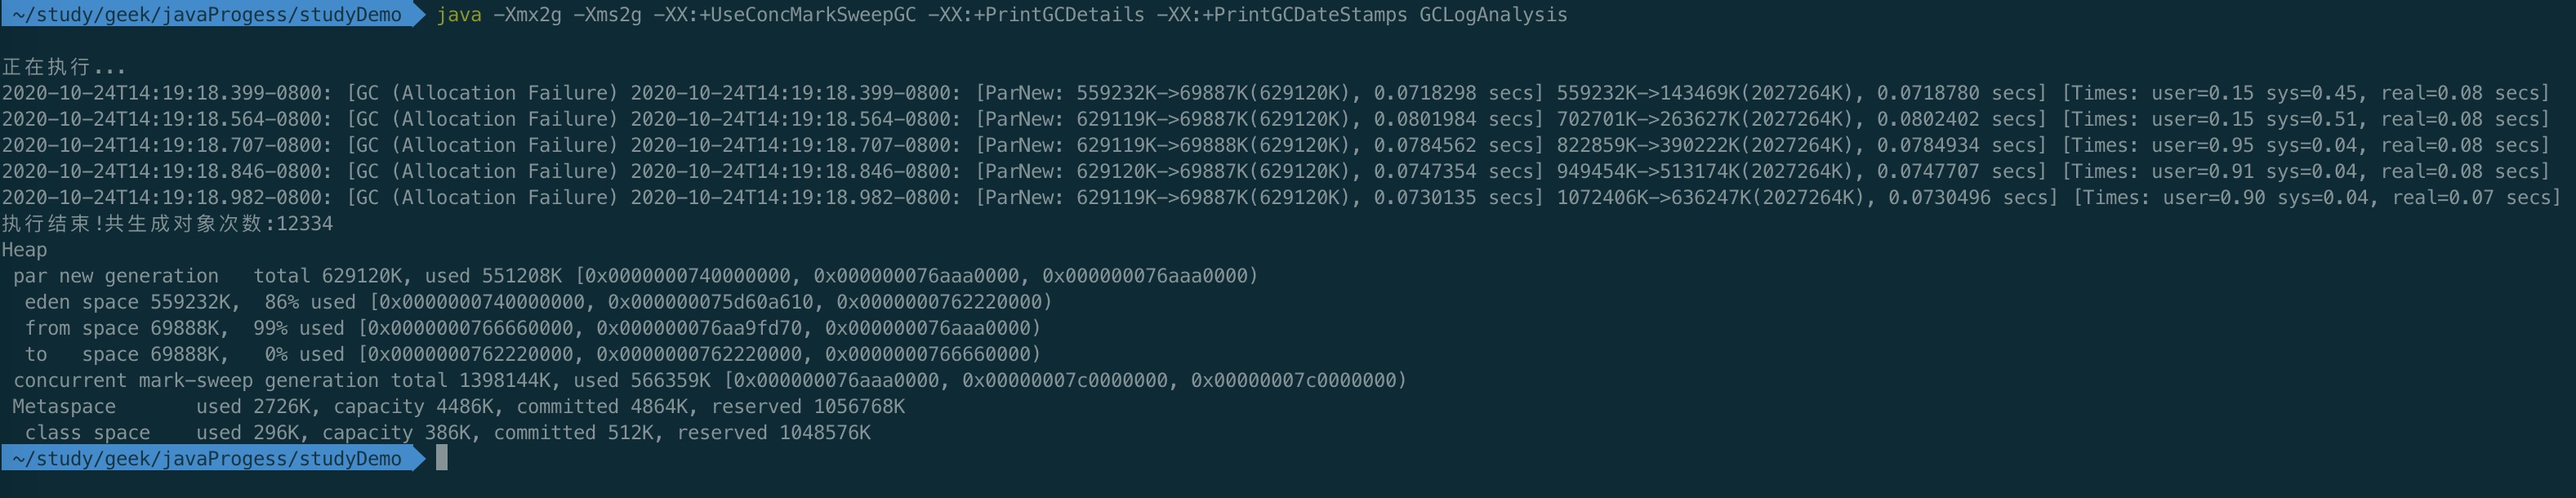 ~/study/geek/javaProgess/studyDemo java -Xmx2g -Xms2g -XX:+UseConcMarkSweepGC -XX:+PrintGCDetails -XX:+PrintGCDateStamps GCLogAnalysis
正在执行...
2020-10-24T14:19:18.399-0800: [GC (Allocation Failure) 2020-10-24T14:19:18.399-0800: [ParNew: 559232K->69887K(629120K), 0.0718298 secs] 559232K->143469K(2027264K), 0.0718780 secs] [Times: user=0.15 sys=0.45, real=0.08 secs]
2020-10-24T14:19:18.564-0800: [GC (Allocation Failure) 2020-10-24T14:19:18.564-0800: [ParNew: 629119K->69887K(629120K), 0.0801984 secs] 702701K->263627K(2027264K), 0.0802402 secs] [Times: user=0.15 sys=0.51, real=0.08 secs]
2020-10-24T14:19:18.707-0800: [GC (Allocation Failure) 2020-10-24T14:19:18.707-0800: [ParNew: 629119K->69888K(629120K), 0.0784562 secs] 822859K->390222K(2027264K), 0.0784934 secs] [Times: user=0.95 sys=0.04, real=0.08 secs]
2020-10-24T14:19:18.846-0800: [GC (Allocation Failure) 2020-10-24T14:19:18.846-0800: [ParNew: 629120K->69887K(629120K), 0.0747354 secs] 949454K->513174K(2027264K), 0.0747707 secs] [Times: user=0.91 sys=0.04, real=0.08 secs]
2020-10-24T14:19:18.982-0800: [GC (Allocation Failure) 2020-10-24T14:19:18.982-0800: [ParNew: 629119K->69887K(629120K), 0.0730135 secs] 1072406K->636247K(2027264K), 0.0730496 secs] [Times: user=0.90 sys=0.04, real=0.07 secs]
执行结束!共生成对象次数:12334
Heap
par new generation   total 629120K, used 551208K [0x0000000740000000, 0x000000076aaa0000, 0x000000076aaa0000)
eden space 559232K,  86% used [0x0000000740000000, 0x000000075d60a610, 0x0000000762220000)
from space 69888K,  99% used [0x0000000766660000, 0x000000076aa9fd70, 0x000000076aaa0000)
to   space 69888K,   0% used [0x0000000762220000, 0x0000000762220000, 0x0000000766660000)
concurrent mark-sweep generation total 1398144K, used 566359K [0x000000076aaa0000, 0x00000007c0000000, 0x00000007c0000000)
Metaspace       used 2726K, capacity 4486K, committed 4864K, reserved 1056768K
class space    used 296K, capacity 386K, committed 512K, reserved 1048576K
~/study/geek/javaProgess/studyDemo